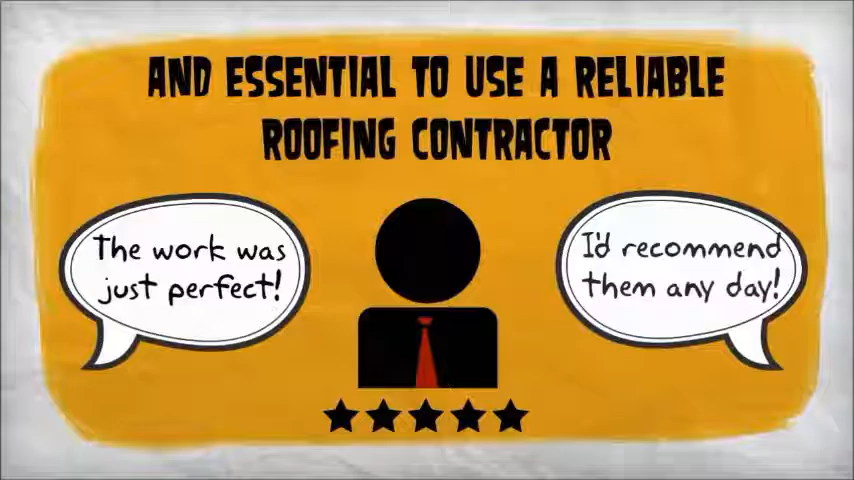 AND ESSENTIAL TO USE A RELIABLE
ROOFING CONTRACTOR
The work was
just perfect!
I'd recommend
them any day!